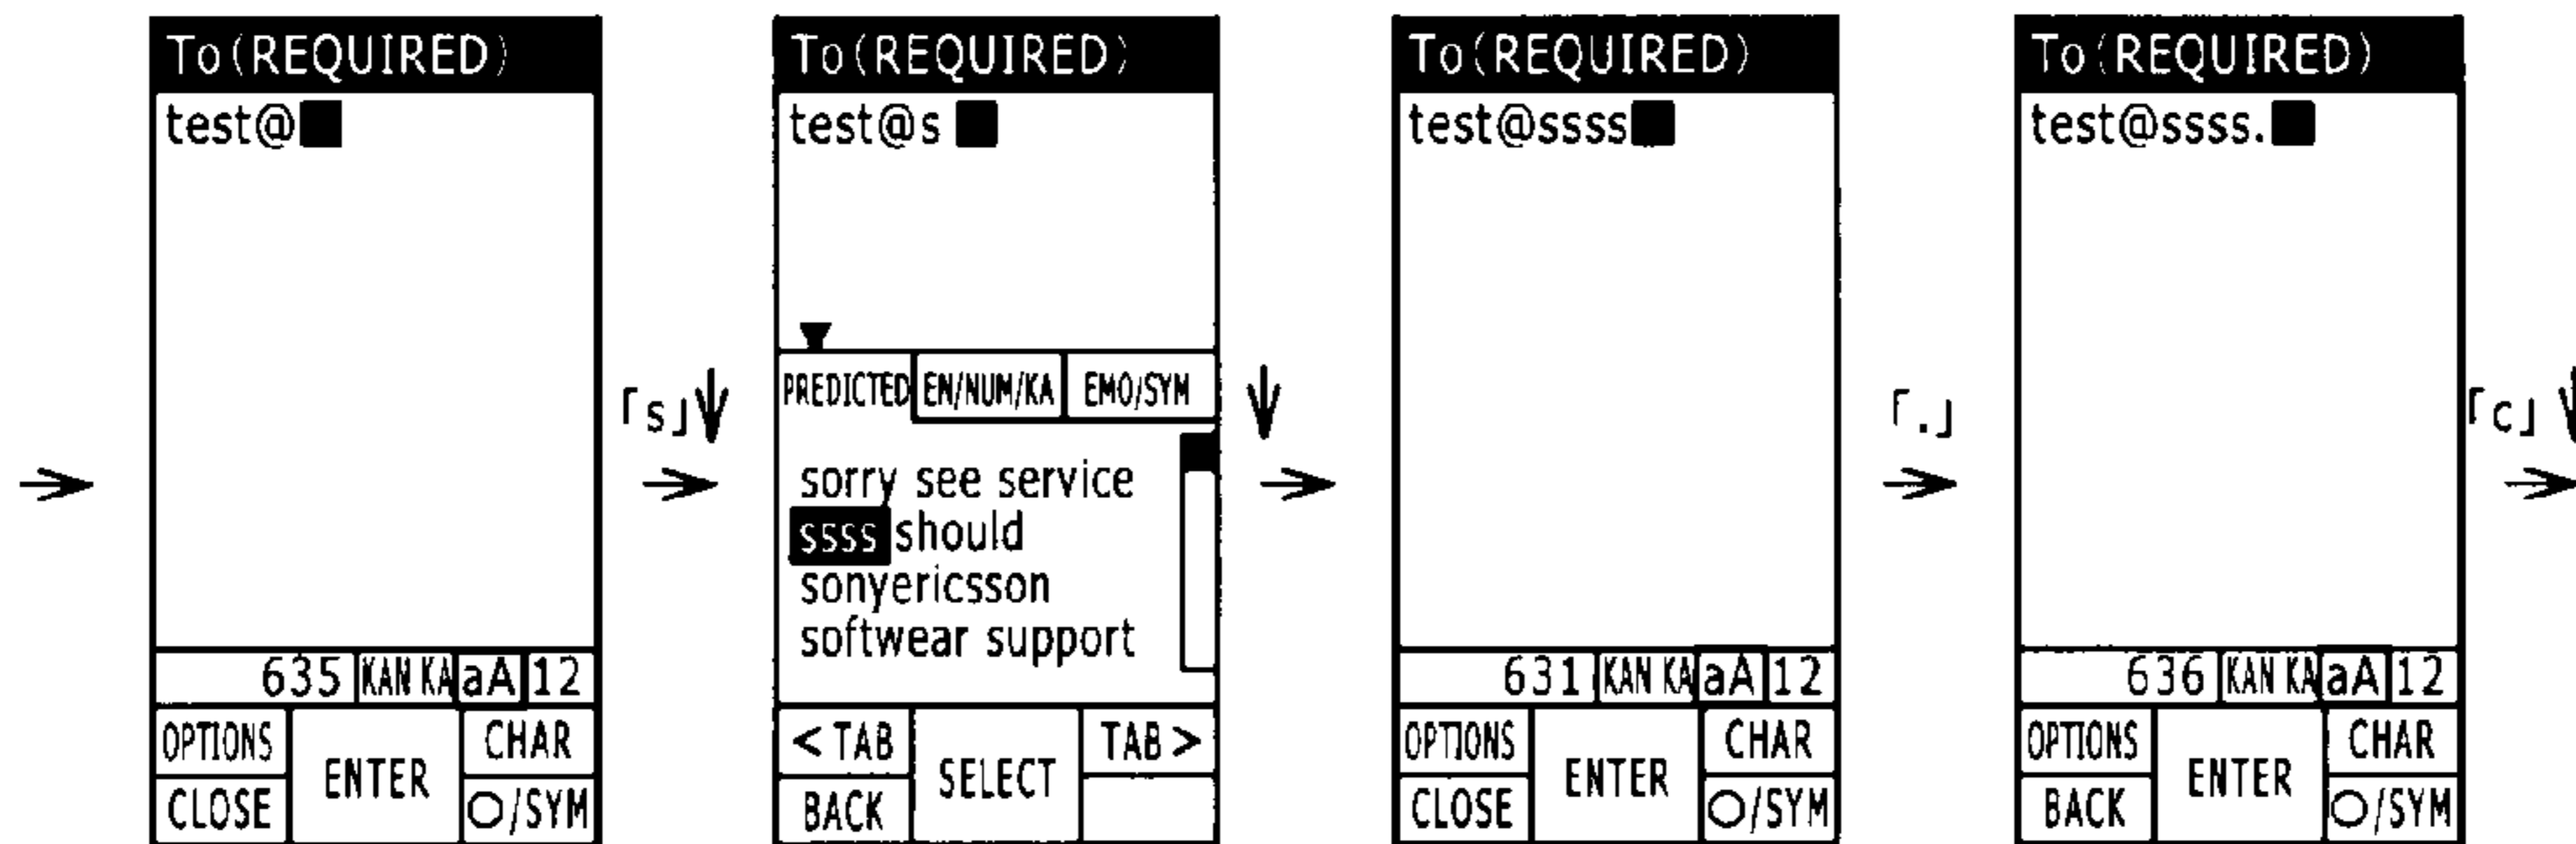 To(REQUIRED)
test@
635 KAN KA aA 12
OPTIONS ENTER CHAR
CLOSE ○/SYM
「s」↓
→
To(REQUIRED)
test@s
PREDICTED EN/NUM/KA EMO/SYM
sorry see service
ssss should
sonyericsson
softwear support
< TAB SELECT TAB >
BACK
↓
→
To(REQUIRED)
test@ssss
631 KAN KA aA 12
OPTIONS ENTER CHAR
CLOSE ○/SYM
「.」
→
To(REQUIRED)
test@ssss.
636 KAN KA aA 12
OPTIONS ENTER CHAR
BACK ○/SYM
「c」↓
→